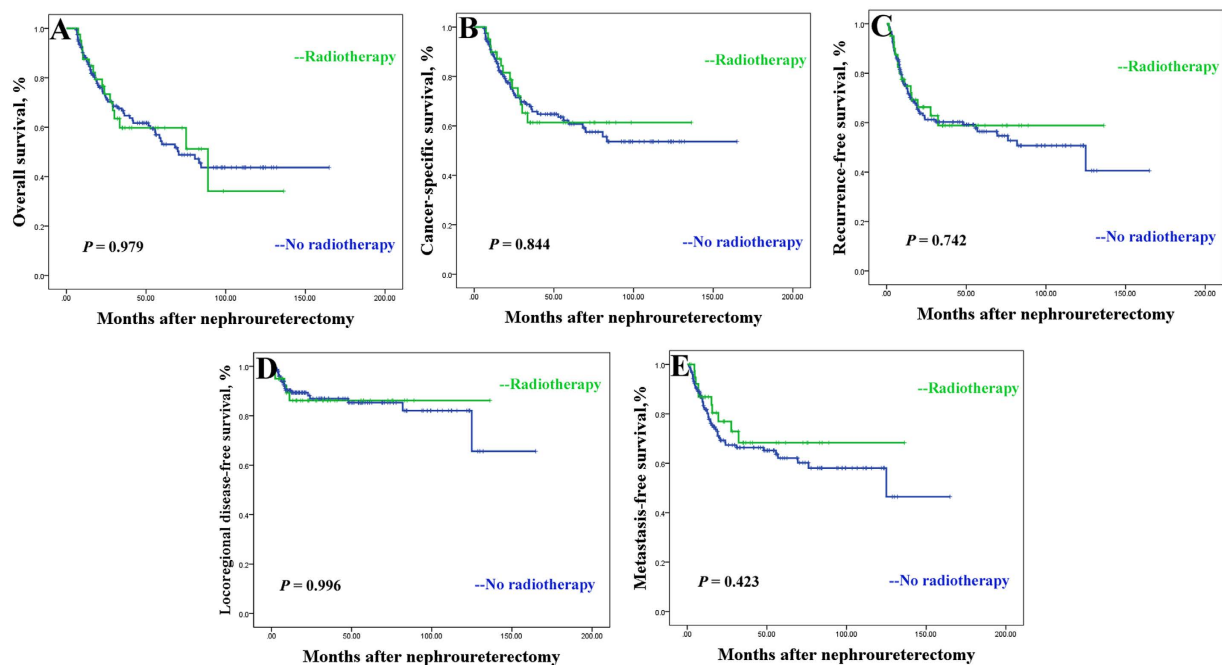 A
Overall survival, %
1.0
0.8
0.6
0.4
0.2
0.0
--Radiotherapy
--No radiotherapy
P = 0.979
.00 50.00 100.00 150.00 200.00
Months after nephroureterectomy
B
Cancer-specific survival, %
1.0
0.8
0.6
0.4
0.2
0.0
--Radiotherapy
--No radiotherapy
P = 0.844
.00 50.00 100.00 150.00 200.00
Months after nephroureterectomy
C
Recurrence-free survival, %
1.0
0.8
0.6
0.4
0.2
0.0
--Radiotherapy
--No radiotherapy
P = 0.742
.00 50.00 100.00 150.00 200.00
Months after nephroureterectomy
D
Locoregional disease-free survival, %
1.0
0.8
0.6
0.4
0.2
0.0
--Radiotherapy
--No radiotherapy
P = 0.996
.00 50.00 100.00 150.00 200.00
Months after nephroureterectomy
E
Metastasis-free survival, %
1.0
0.8
0.6
0.4
0.2
0.0
--Radiotherapy
--No radiotherapy
P = 0.423
.00 50.00 100.00 150.00 200.00
Months after nephroureterectomy